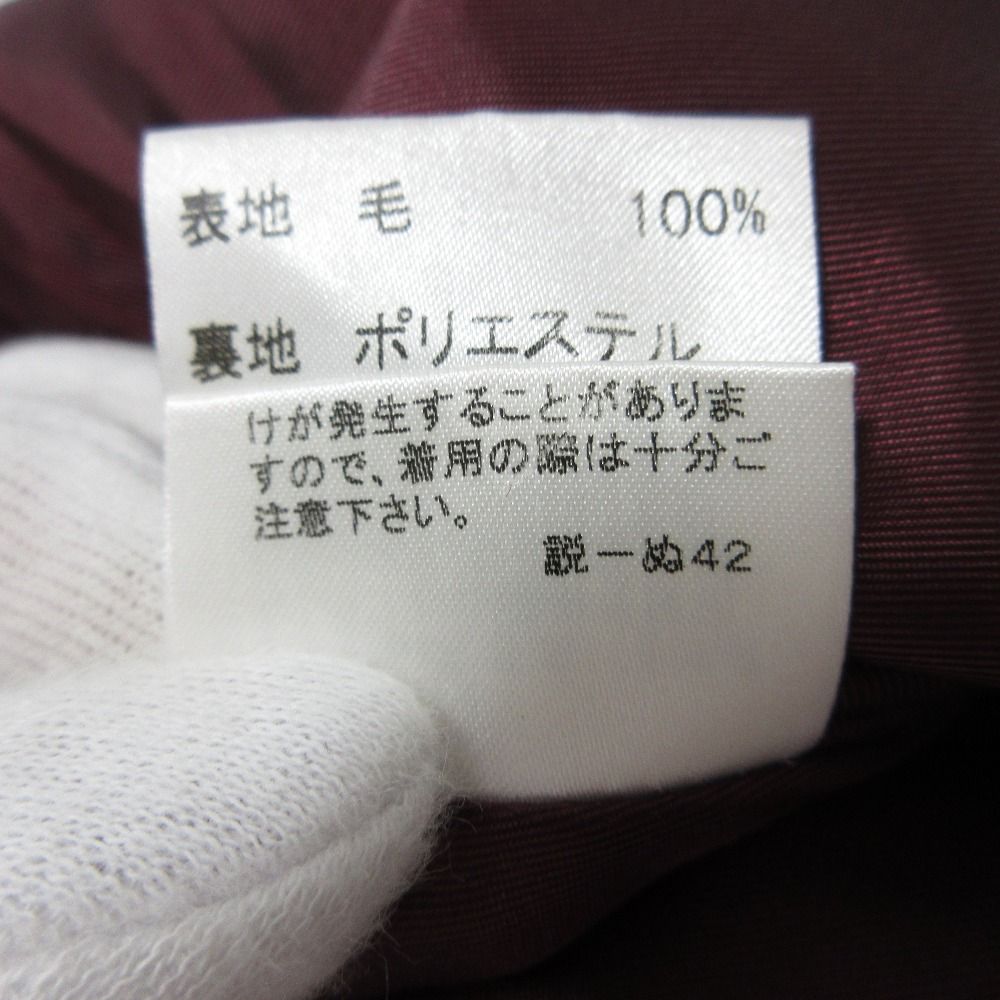 表地 毛 100%
裏地 ポリエステル
けが発生することがありま
すので、着用の際は十分ご
注意下さい。
説ーぬ42